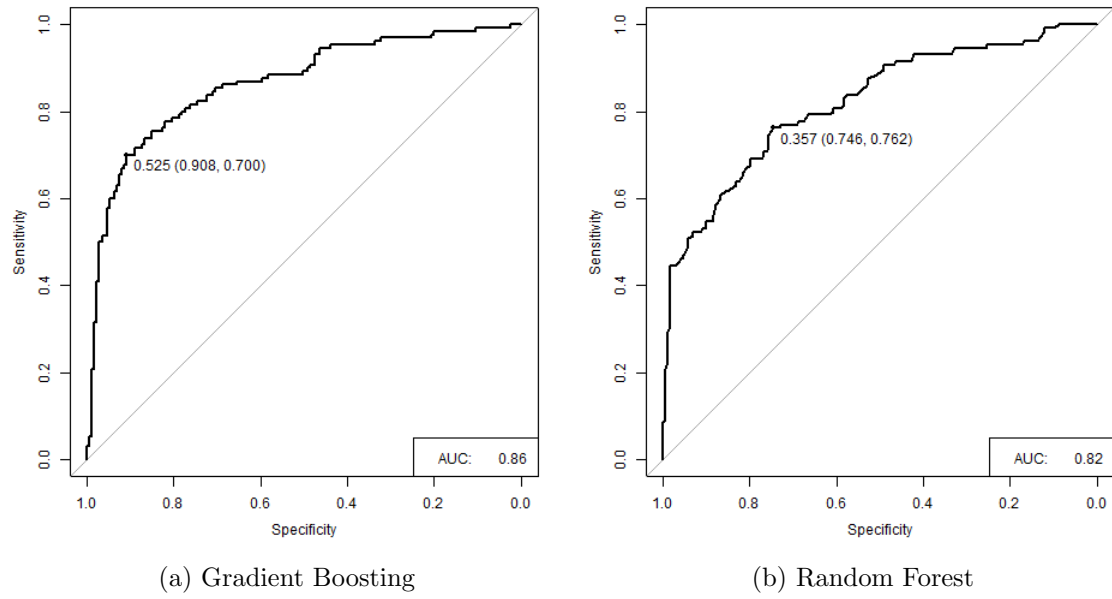 Sensitivity
1.0
0.8
0.6
0.4
0.2
0.0
0.525 (0.908, 0.700)
AUC: 0.86
1.0 0.8 0.6 0.4 0.2 0.0
Specificity
(a) Gradient Boosting
Sensitivity
1.0
0.8
0.6
0.4
0.2
0.0
0.357 (0.746, 0.762)
AUC: 0.82
1.0 0.8 0.6 0.4 0.2 0.0
Specificity
(b) Random Forest